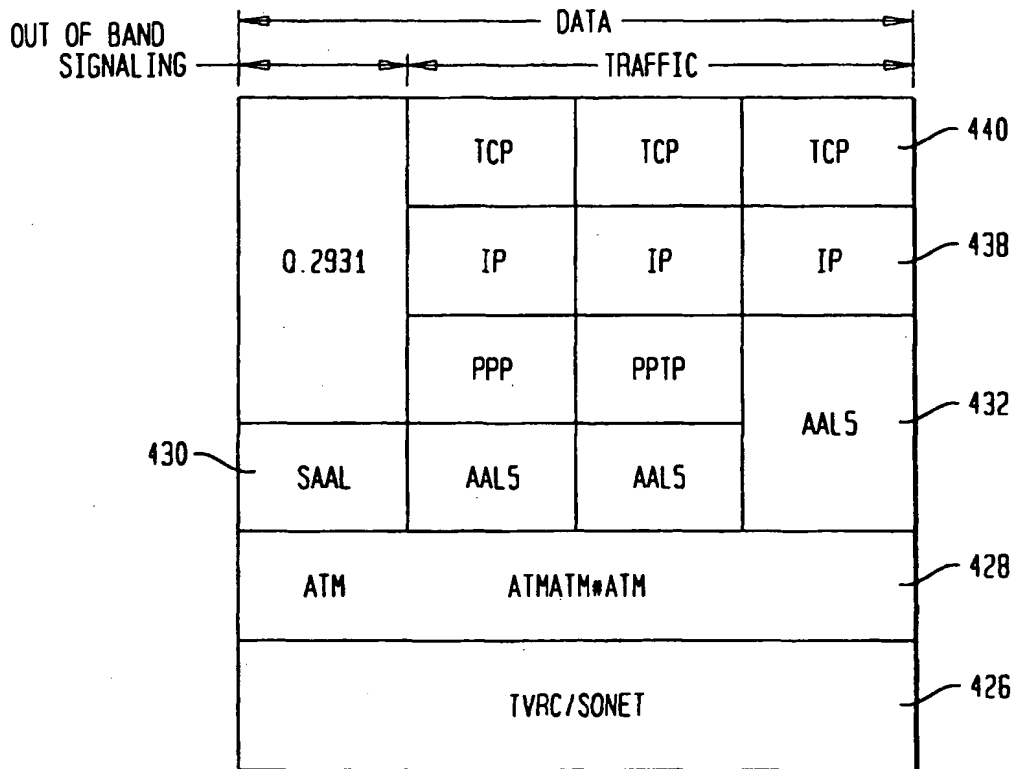 DATA
OUT OF BAND
SIGNALING
TRAFFIC
TCP TCP TCP 440
Q.2931 IP IP IP 438
PPP PPTP
AAL5 432
430 SAAL AAL5 AAL5
ATM ATMATM*ATM 428
TVRC/SONET 426